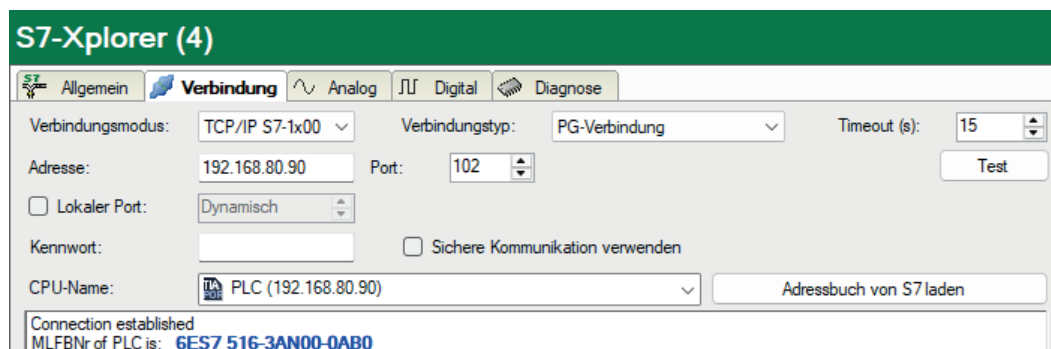 S7-Xplorer (4)
S7 Allgemein Verbindung Analog Digital Diagnose
Verbindungsmodus: TCP/IP S7-1x00 Verbindungstyp: PG-Verbindung Timeout (s): 15
Adresse: 192.168.80.90 Port: 102 Test
Lokaler Port: Dynamisch
Kennwort: Sichere Kommunikation verwenden
CPU-Name: PLC (192.168.80.90) Adressbuch von S7 laden
Connection established
MLFBNr of PLC is: 6ES7 516-3AN00-0AB0